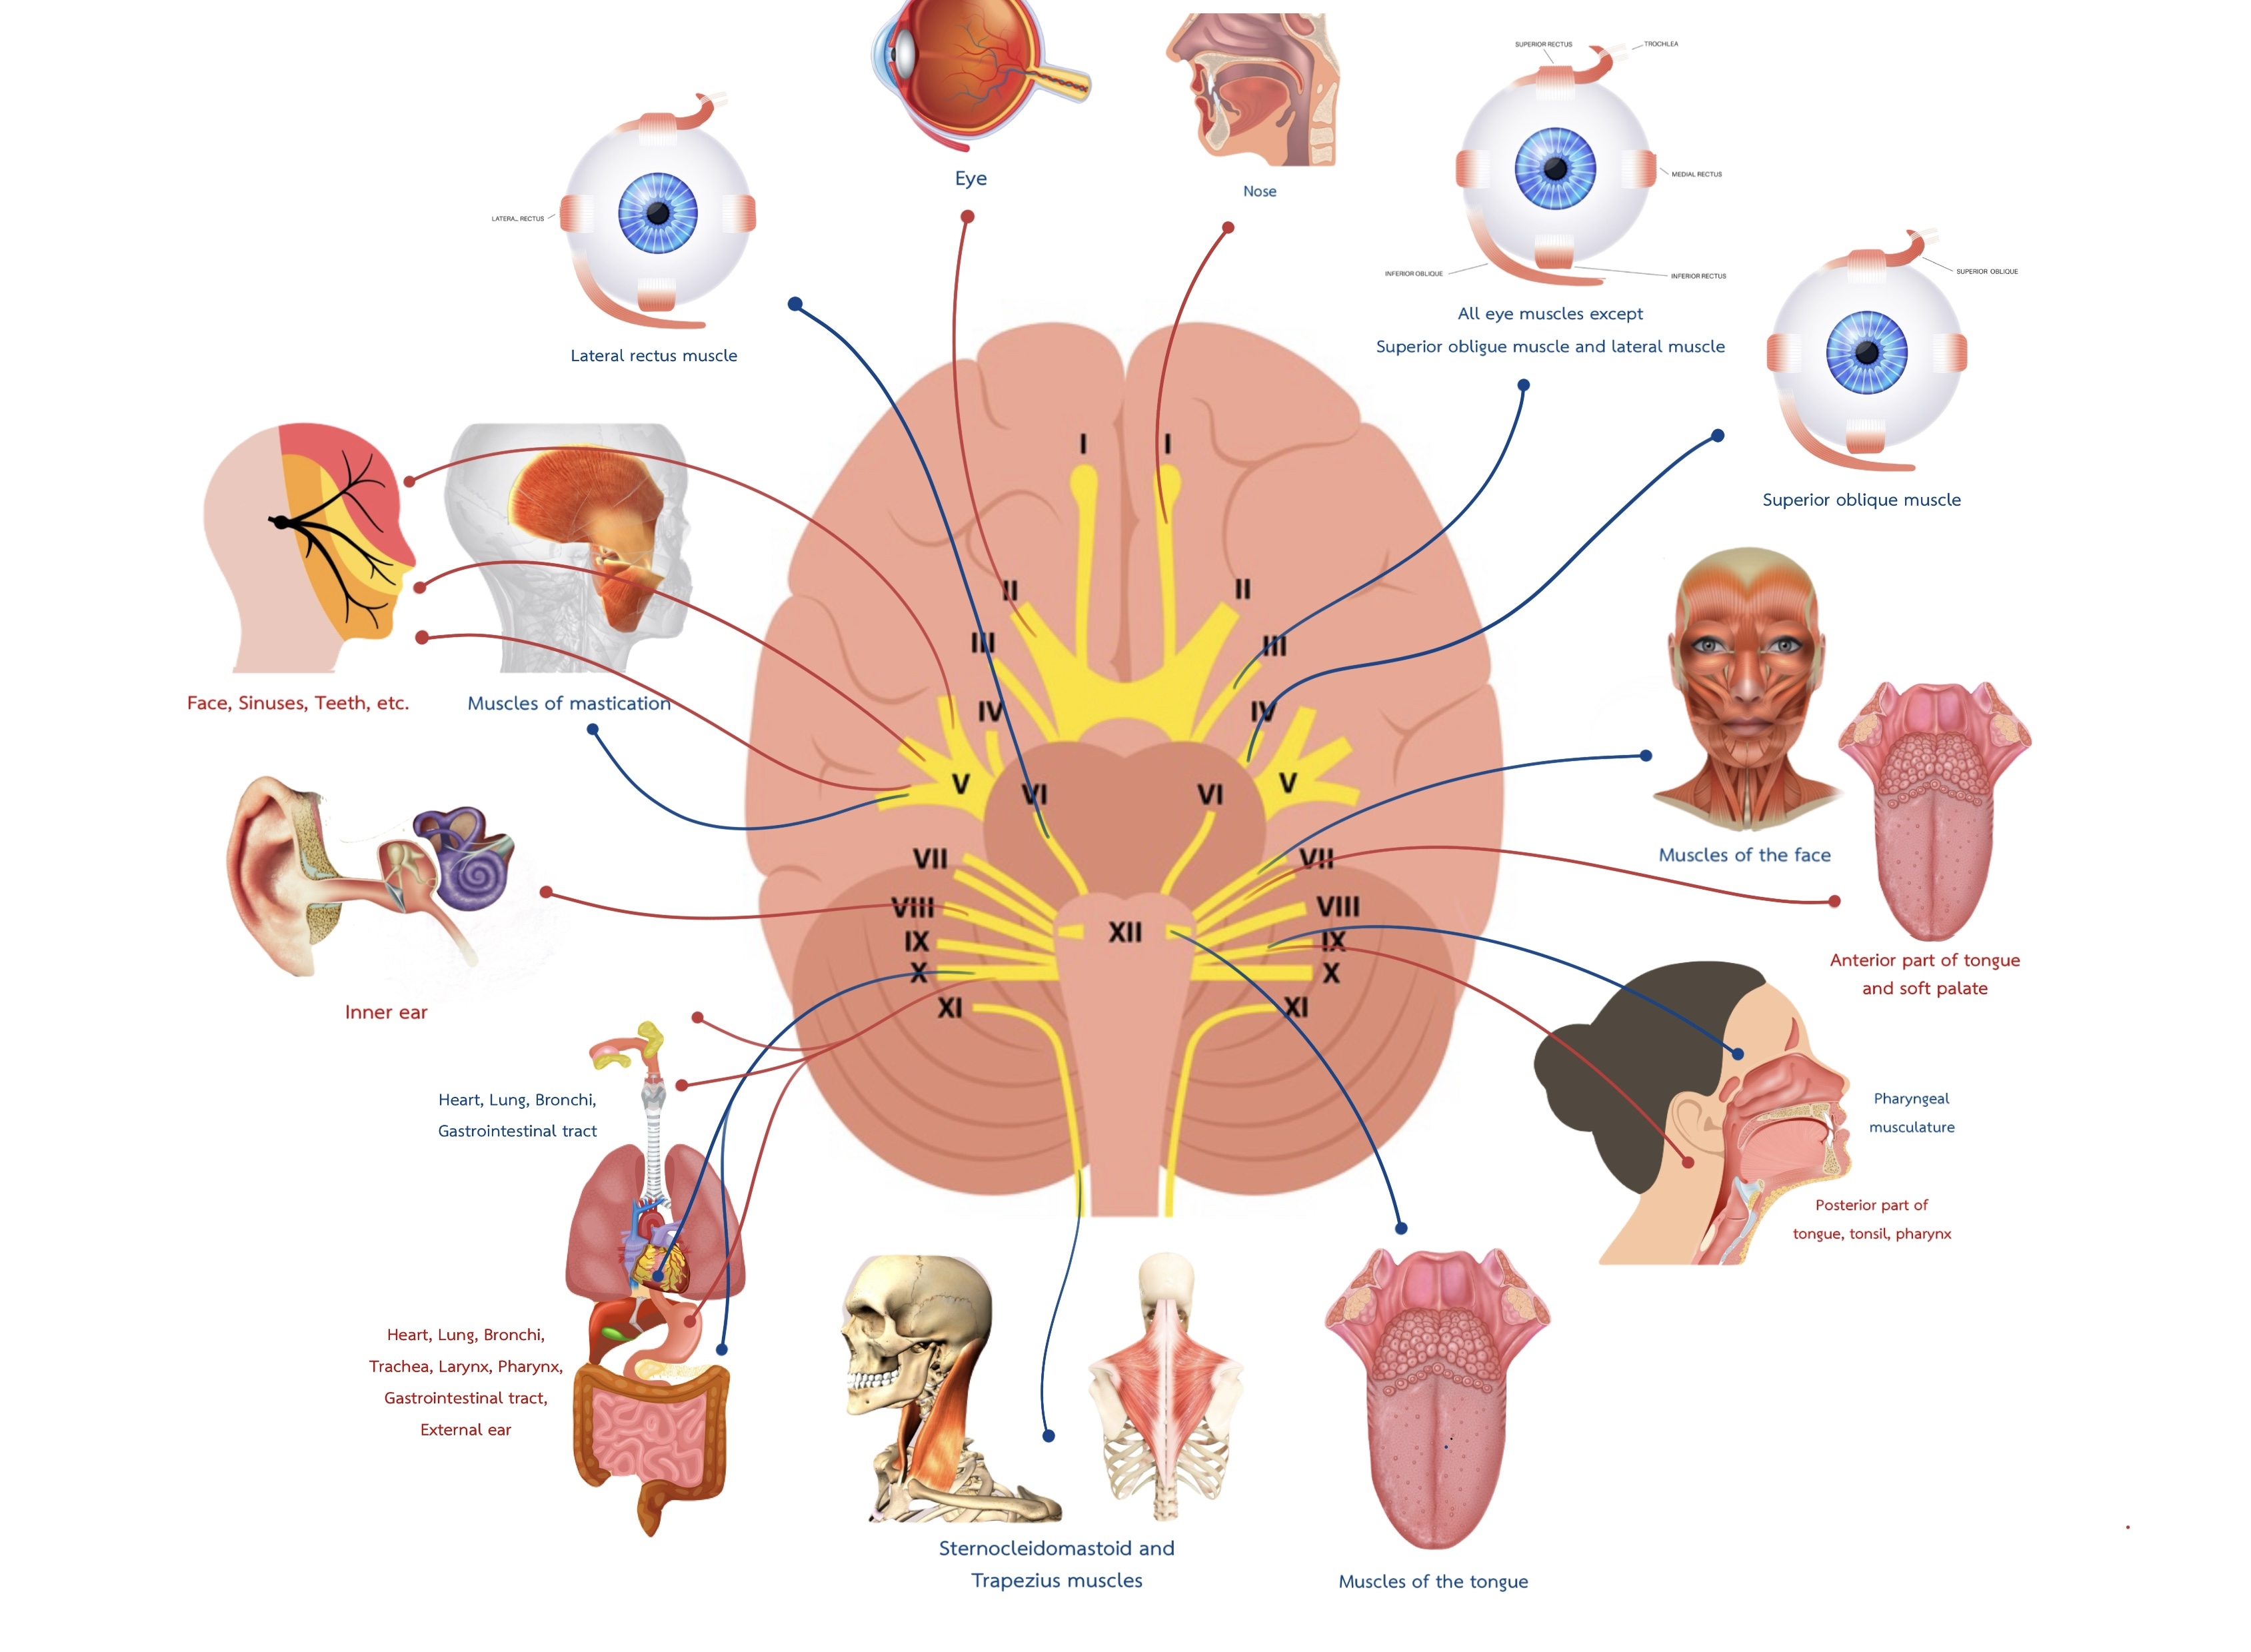 SUPERIOR RECTUS
TROCHLEA
MEDIAL RECTUS
INFERIOR OBLIQUE
INFERIOR RECTUS
All eye muscles except
Superior obligue muscle and lateral muscle
LATERAL RECTUS
Lateral rectus muscle
Eye
Nose
SUPERIOR OBLIQUE
Superior oblique muscle
Face, Sinuses, Teeth, etc.
Muscles of mastication
Inner ear
Heart, Lung, Bronchi,
Gastrointestinal tract
Heart, Lung, Bronchi,
Trachea, Larynx, Pharynx,
Gastrointestinal tract,
External ear
I
I
II
II
III
III
IV
IV
V
V
VI
VI
VII
VII
VIII
VIII
IX
IX
X
X
XI
XI
XII
Muscles of the face
Anterior part of tongue
and soft palate
Pharyngeal
musculature
Posterior part of
tongue, tonsil, pharynx
Sternocleidomastoid and
Trapezius muscles
Muscles of the tongue